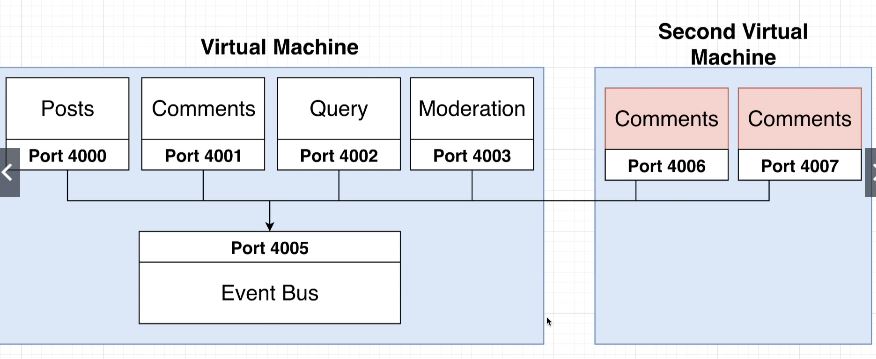 Virtual Machine
Second Virtual
Machine
Posts
Comments
Query
Moderation
Port 4000
Port 4001
Port 4002
Port 4003
Comments
Comments
Port 4006
Port 4007
Port 4005
Event Bus